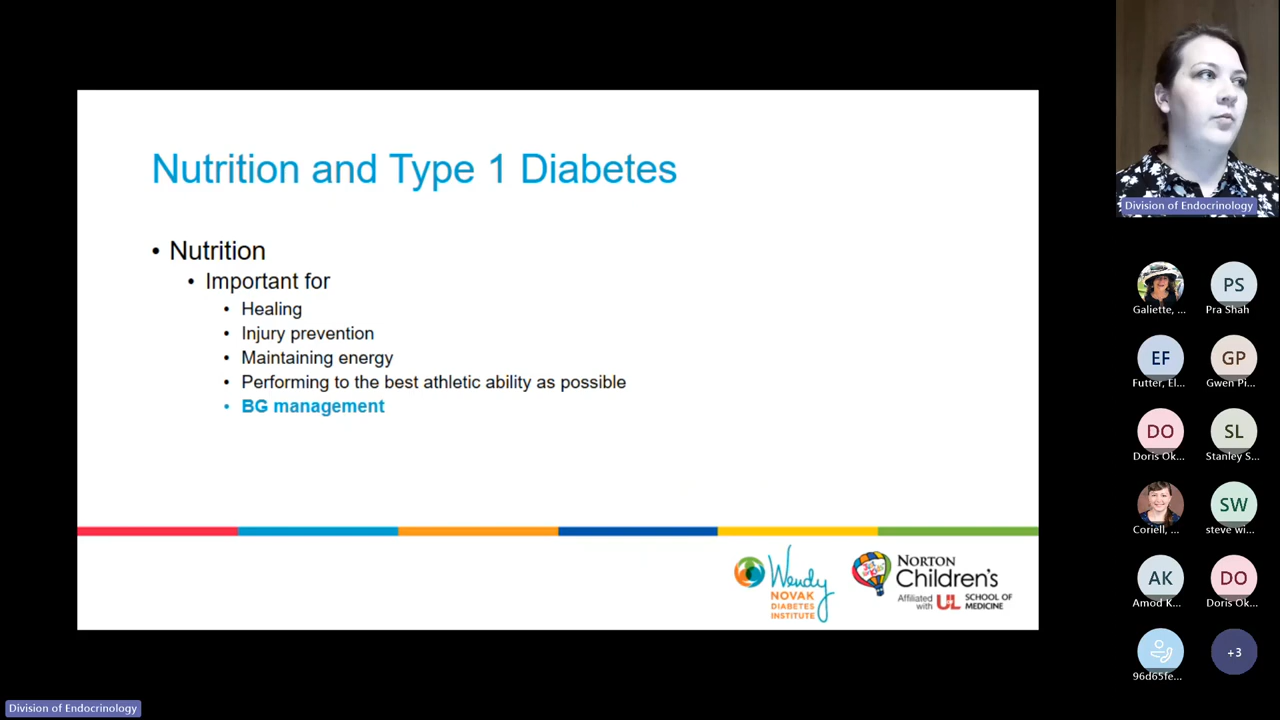 Nutrition and Type 1 Diabetes
• Nutrition
• Important for
• Healing
• Injury prevention
• Maintaining energy
• Performing to the best athletic ability as possible
• BG management
Wendy
NOVAK
DIABETES
INSTITUTE
NORTON
Children's
Affiliated with UL SCHOOL OF MEDICINE
Division of Endocrinology
Galiette, ...
Pra Shah
PS
EF
Futter, El...
GP
Gwen Pi...
DO
Doris Ok...
SL
Stanley S...
Coriell, ...
SW
steve wi...
AK
Amod K...
DO
Doris Ok...
96d65fe...
+3
Division of Endocrinology